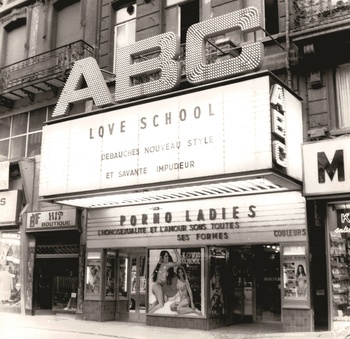 ABC
LOVE SCHOOL
DEBAUCHES NOUVEAU STYLE
ET SAVANTE IMPUDEUR
ABC
PORNO LADIES
L'HOMOSEXUALITE ET L'AMOUR SOUS TOUTES
SES FORMES
COULEURS
HIT
BOUTIQUE
M